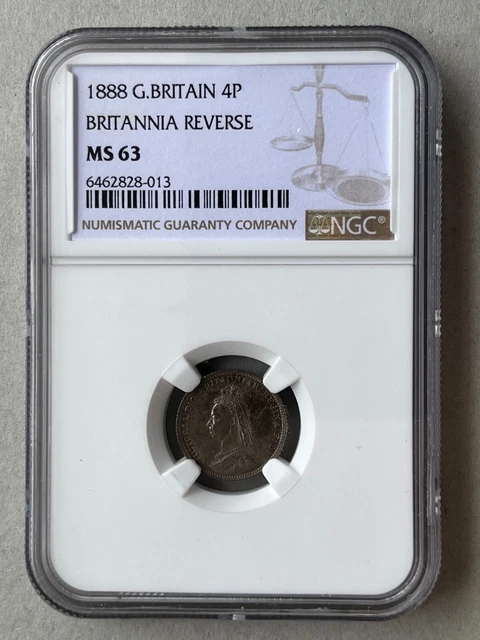 1888 G.BRITAIN 4P
BRITANNIA REVERSE
MS 63
6462828-013
NUMISMATIC GUARANTY COMPANY
NGC®